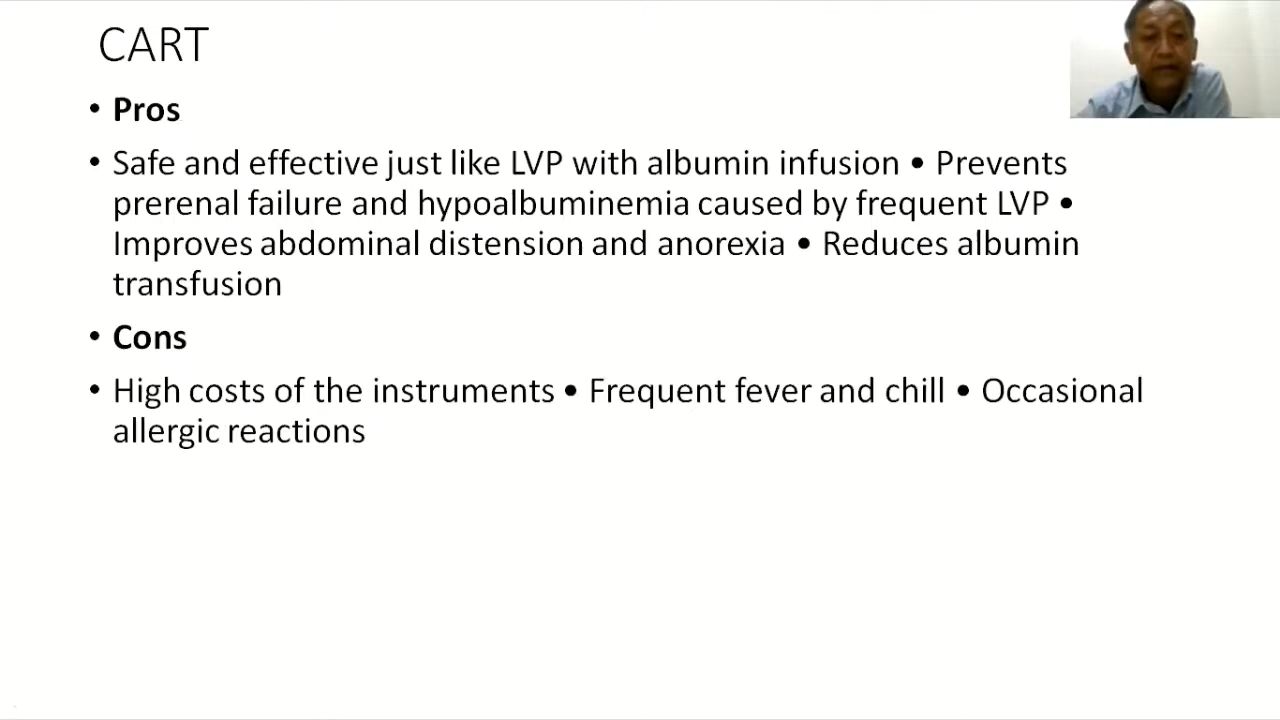 CART
• Pros
• Safe and effective just like LVP with albumin infusion • Prevents
prerenal failure and hypoalbuminemia caused by frequent LVP •
Improves abdominal distension and anorexia • Reduces albumin
transfusion
• Cons
• High costs of the instruments • Frequent fever and chill • Occasional
allergic reactions